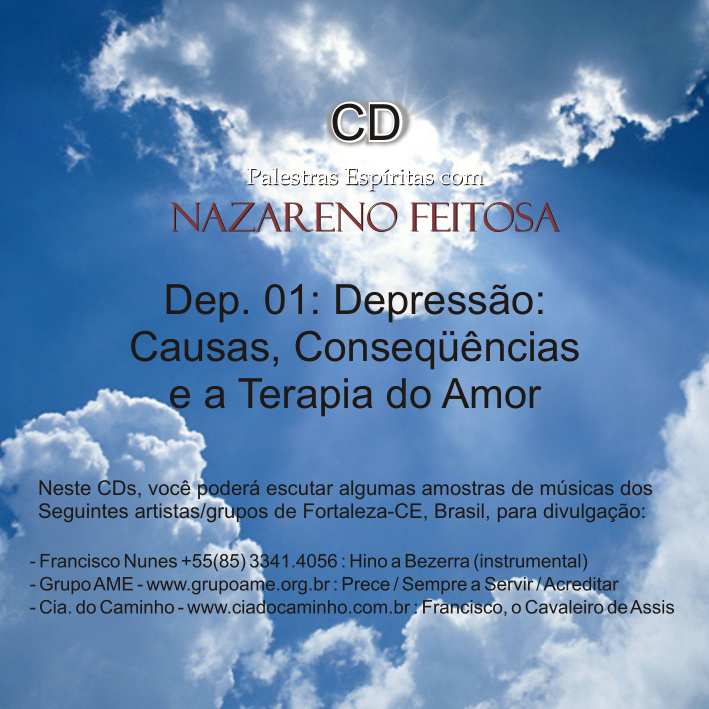 CD
Palestras Espíritas com
NAZARENO FEITOSA
Dep. 01: Depressão:
Causas, Conseqüências
e a Terapia do Amor
Neste CDs, você poderá escutar algumas amostras de músicas dos
Seguintes artistas/grupos de Fortaleza-CE, Brasil, para divulgação:
- Francisco Nunes +55(85) 3341.4056 : Hino a Bezerra (instrumental)
- Grupo AME - www.grupoame.org.br : Prece / Sempre a Servir / Acreditar
- Cia. do Caminho - www.ciadocaminho.com.br : Francisco, o Cavaleiro de Assis